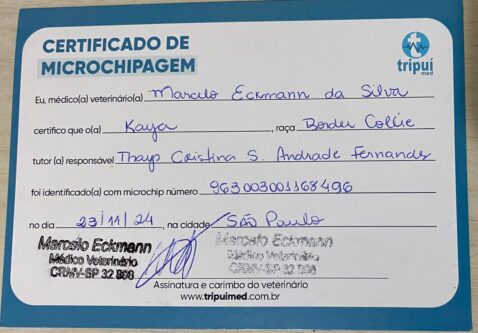 CERTIFICADO DE
MICROCHIPAGEM
tripuí
med
Eu, médico(a) veterinário(a) Marcelo Eckmann da Silva
certifico que o(a) Kaya, raça Border Collie
tutor (a) responsável Thays Cristina S. Andrade Fernands
foi identificado(a) com microchip número 963003001168496
no dia 23/11/24, na cidade São Paulo
Marcelo Eckmann
Médico Veterinário
CRMV-SP 32 868
Marcelo Eckmann
Médico Veterinário
CRMV-SP 32 868
Assinatura e carimbo do veterinário
www.tripuimed.com.br